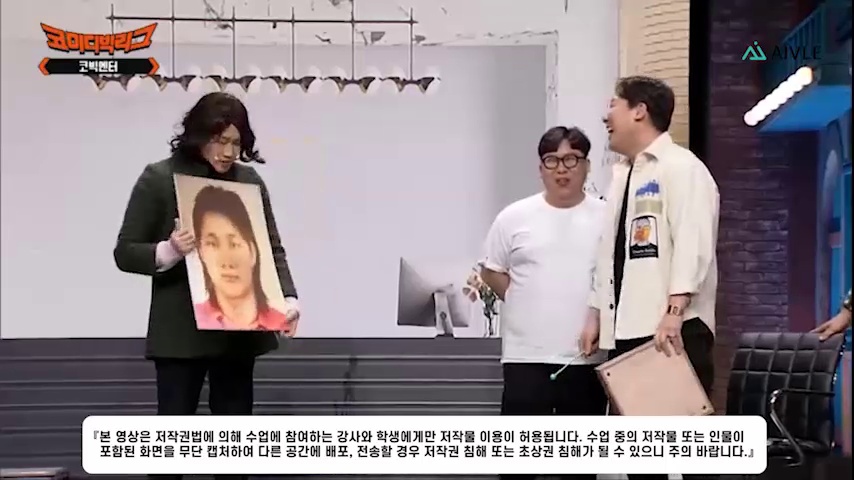 코미디빅리그
코빅멘터
AIVLE
『본 영상은 저작권법에 의해 수업에 참여하는 강사와 학생에게만 저작물 이용이 허용됩니다. 수업 중의 저작물 또는 인물이
포함된 화면을 무단 캡처하여 다른 공간에 배포, 전송할 경우 저작권 침해 또는 초상권 침해가 될 수 있으니 주의 바랍니다.』